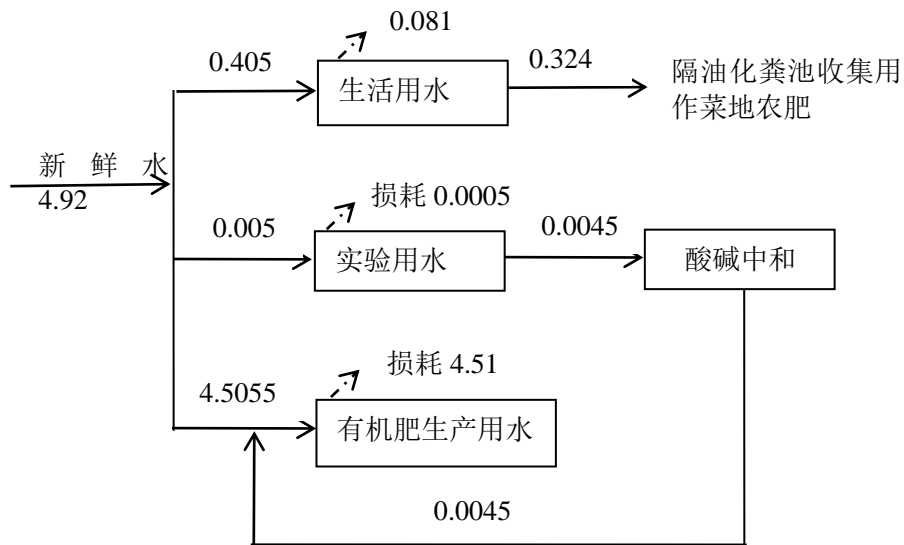 0.081
0.405
0.324
生活用水
隔油化粪池收集用
作菜地农肥
新鲜水
4.92
损耗 0.0005
0.005
0.0045
实验用水
酸碱中和
损耗 4.51
4.5055
有机肥生产用水
0.0045